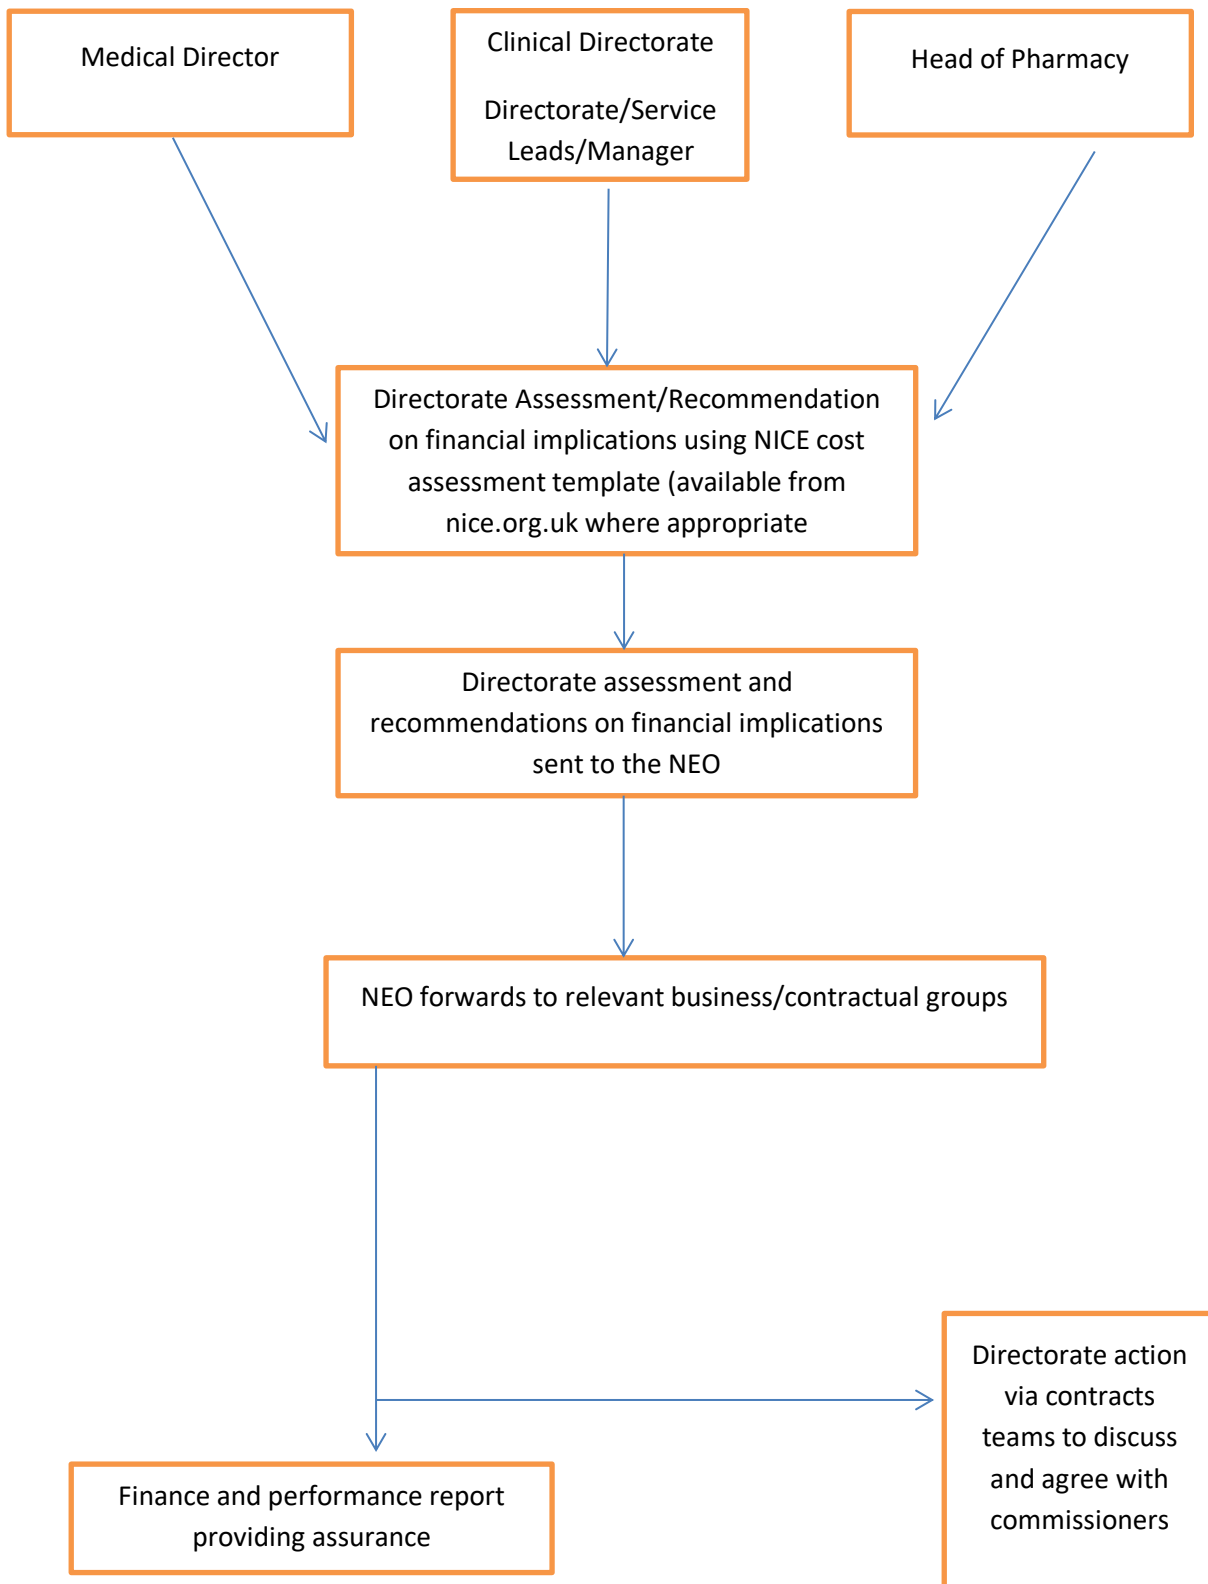 Medical Director
Clinical Directorate
Directorate/Service
Leads/Manager
Head of Pharmacy
Directorate Assessment/Recommendation
on financial implications using NICE cost
assessment template (available from
nice.org.uk where appropriate
Directorate assessment and
recommendations on financial implications
sent to the NEO
NEO forwards to relevant business/contractual groups
Directorate action
via contracts
teams to discuss
and agree with
commissioners
Finance and performance report
providing assurance